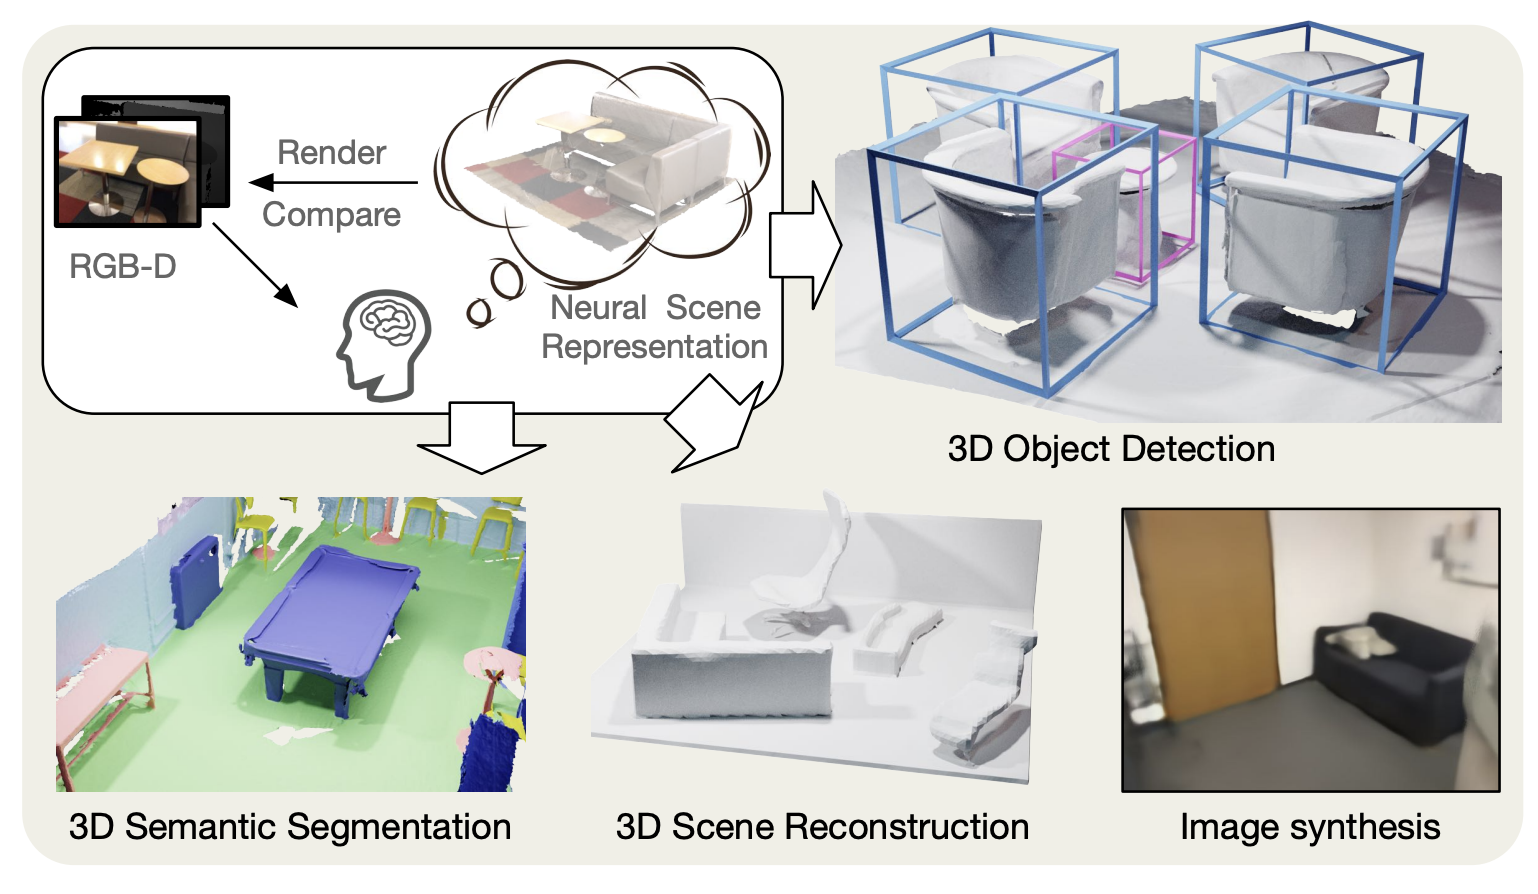 Render
Compare
RGB-D
Neural Scene
Representation
3D Object Detection
3D Semantic Segmentation
3D Scene Reconstruction
Image synthesis